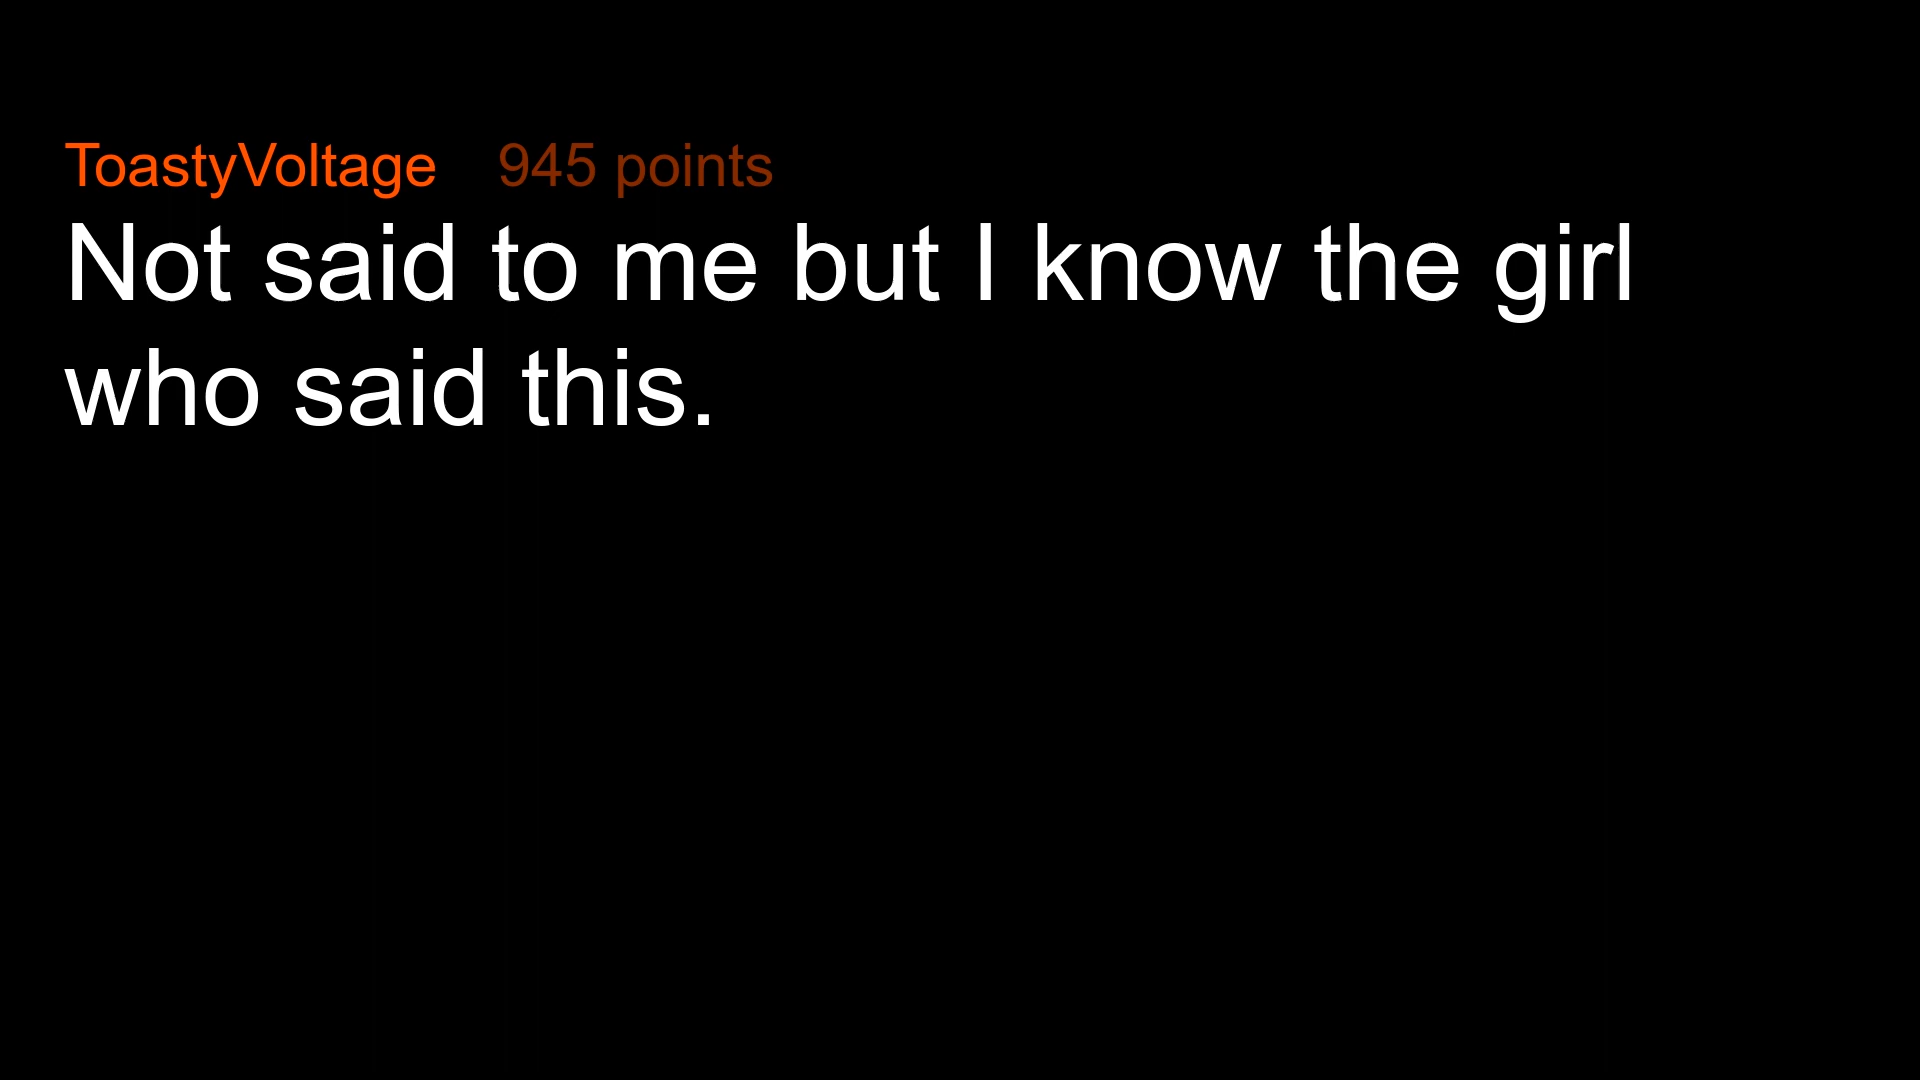 ToastyVoltage 945 points
Not said to me but I know the girl
who said this.